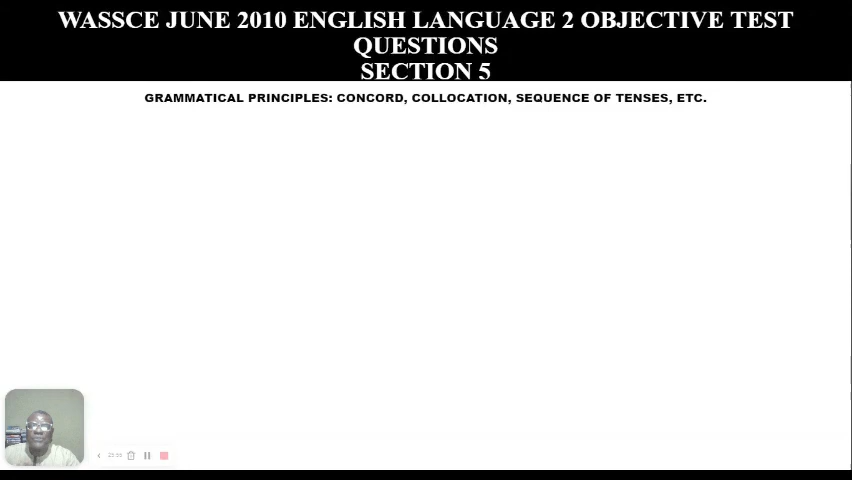 WASSCE JUNE 2010 ENGLISH LANGUAGE 2 OBJECTIVE TEST
QUESTIONS
SECTION 5
GRAMMATICAL PRINCIPLES: CONCORD, COLLOCATION, SEQUENCE OF TENSES, ETC.